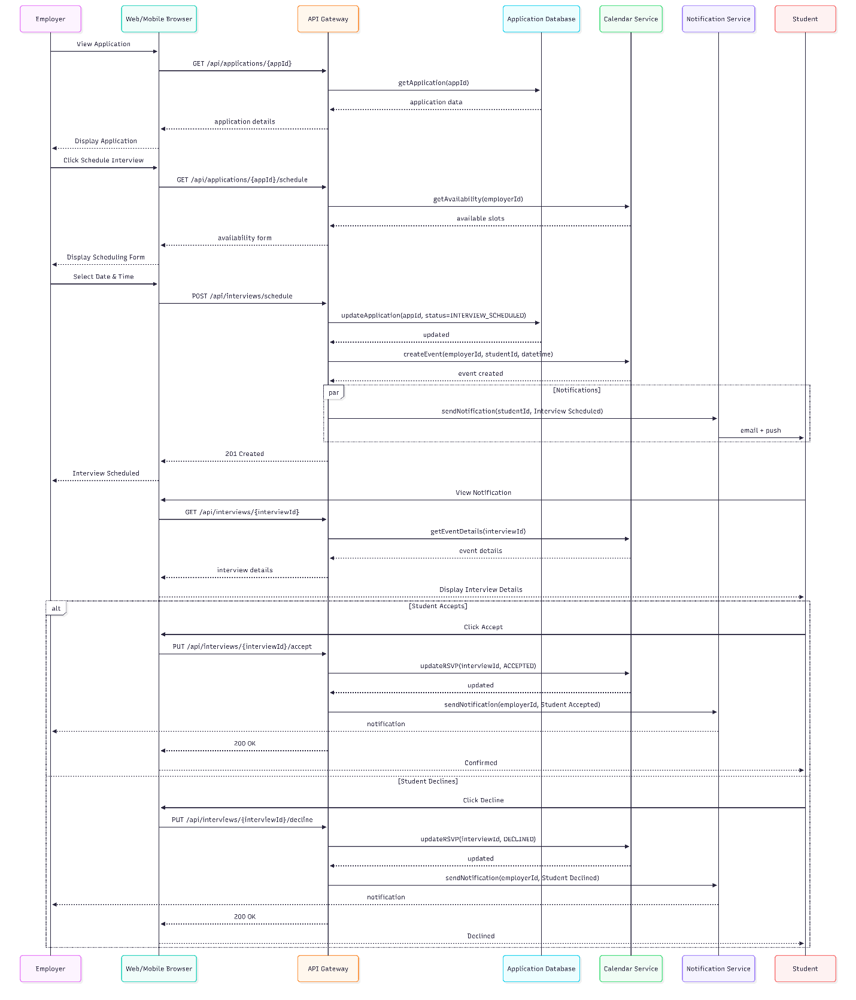 Employer
Web/Mobile Browser
API Gateway
Application Database
Calendar Service
Notification Service
Student
View Application
GET /api/applications/{appId}
getApplication(appId)
application data
application details
Display Application
Click Schedule Interview
GET /api/applications/{appId}/schedule
getAvailability(employerId)
available slots
availability form
Display Scheduling Form
Select Date & Time
POST /api/interviews/schedule
updateApplication(appId, status=INTERVIEW_SCHEDULED)
updated
createEvent(employerId, studentId, datetime)
event created
par
[Notifications]
sendNotification(studentId, Interview Scheduled)
email + push
201 Created
Interview Scheduled
View Notification
GET /api/interviews/{interviewId}
getEventDetails(interviewId)
event details
interview details
Display Interview Details
alt
[Student Accepts]
Click Accept
PUT /api/interviews/{interviewId}/accept
updateRSVP(interviewId, ACCEPTED)
updated
sendNotification(employerId, Student Accepted)
notification
200 OK
Confirmed
[Student Declines]
Click Decline
PUT /api/interviews/{interviewId}/decline
updateRSVP(interviewId, DECLINED)
updated
sendNotification(employerId, Student Declined)
notification
200 OK
Declined
Employer
Web/Mobile Browser
API Gateway
Application Database
Calendar Service
Notification Service
Student